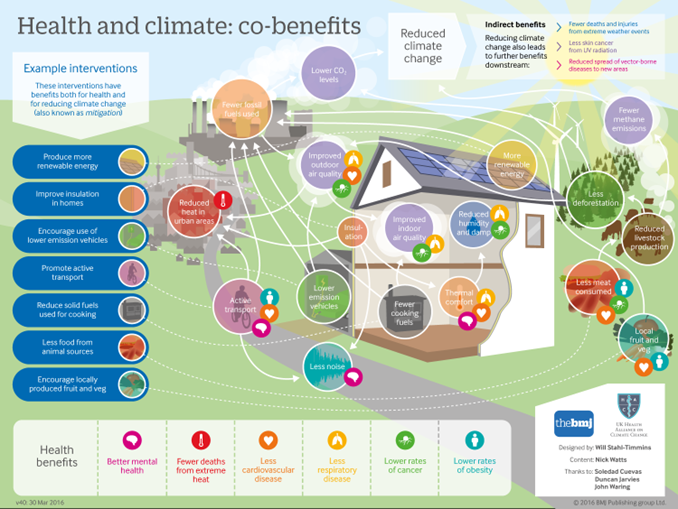 Health and climate: co-benefits
Reduced
climate
change
Indirect benefits
Reducing climate
change also leads
to further benefits
downstream:
Fewer deaths and injuries
from extreme weather events
Less skin cancer
from UV radiation
Reduced spread of vector-borne
diseases to new areas
Example interventions
These interventions have
benefits both for health and
for reducing climate change
(also known as mitigation)
Produce more
renewable energy
Improve insulation
in homes
Encourage use of
lower emission vehicles
Promote active
transport
Reduce solid fuels
used for cooking
Less food from
animal sources
Encourage locally
produced fruit and veg
Lower CO₂
levels
Fewer fossil
fuels used
Fewer
methane
emissions
Improved
outdoor
air quality
More
renewable
energy
Less
deforestation
Reduced
heat in
urban areas
Insul-
ation
Improved
indoor
air quality
Reduced
humidity
and damp
Reduced
livestock
production
Active
transport
Lower
emission
vehicles
Fewer
cooking
fuels
Thermal
comfort
Less meat
consumed
Local
fruit and
veg
Less noise
Health
benefits
Better mental
health
Fewer deaths
from extreme
heat
Less
cardiovascular
disease
Less
respiratory
disease
Lower rates
of cancer
Lower rates
of obesity
thebmj
UK HEALTH
ALLIANCE ON
CLIMATE CHANGE
Designed by: Will Stahl-Timmins
Content: Nick Watts
Thanks to: Soledad Cuevas
Duncan Jarvies
John Waring
v40: 30 Mar 2016
© 2016 BMJ Publishing group Ltd.